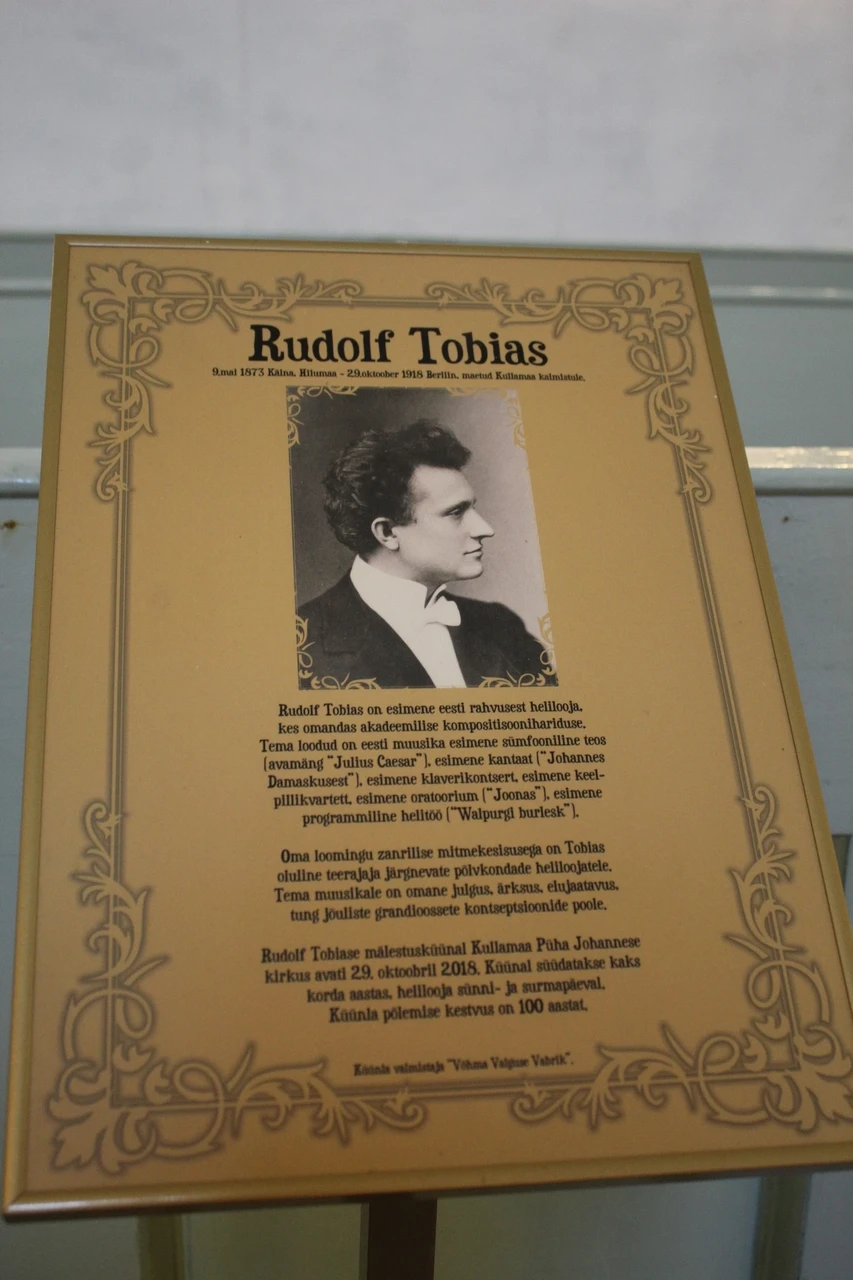 Rudolf Tobias
9.mai 1873 Käina, Hiiumaa - 29.oktoober 1918 Berliin, maetud Kullamaa kalmistule.
Rudolf Tobias on esimene eesti rahvusest helilooja,
kes omandas akadeemilise kompositisoonihariduse.
Tema loodud on eesti muusika esimene sümfooniline teos
(avamäng "Julius Caesar"), esimene kantaat ("Johannes
Damaskusest"), esimene klaverikontsert, esimene keel-
pillikvartett, esimene oratoorium ("Joonas"), esimene
programmiline helitöö ("Walpurgi burlesk").
Oma loomingu zanrilise mitmekesisusega on Tobias
oluline teerajaja järgnevate põlvkondade heliloojatele.
Tema muusikale on omane julgus, ärksus, elujaatavus,
tung jõuliste grandioossete kontseptsioonide poole.
Rudolf Tobiase mälestusküünal Kullamaa Püha Johannese
kirkus avati 29. oktoobril 2018. Küünal süüdatakse kaks
korda aastas, helilooja sünni- ja surmapäeval.
Küünla põlemise kestvus on 100 aastat.
Küünla valmistaja "Võhma Valguse Vabrik".